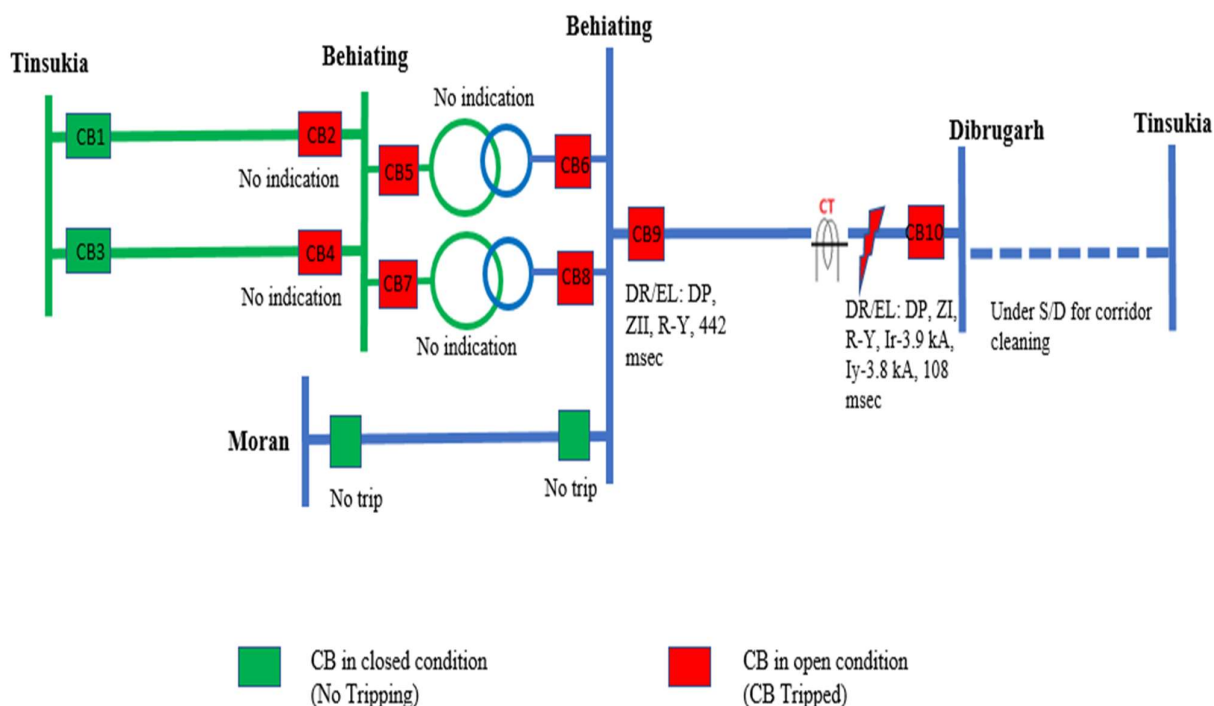 Behiating
Tinsukia
Behiating
No indication
Dibrugarh
Tinsukia
CB1
CB2
CB5
CB6
No indication
CT
CB3
CB4
CB7
CB8
CB9
CB10
No indication
No indication
DR/EL: DP,
ZII, R-Y, 442
msec
DR/EL: DP, ZI,
R-Y, Ir-3.9 kA,
Iy-3.8 kA, 108
msec
Under S/D for corridor
cleaning
Moran
No trip
No trip
CB in closed condition
(No Tripping)
CB in open condition
(CB Tripped)